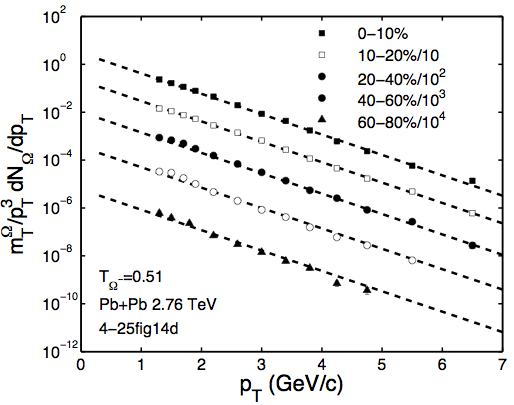 10^2
10^0
10^−2
10^−4
10^−6
10^−8
10^−10
10^−12
m_T^Ω/p_T^3 dN_Ω/dp_T
0−10%
10−20%/10
20−40%/10^2
40−60%/10^3
60−80%/10^4
T_Ω−=0.51
Pb+Pb 2.76 TeV
4−25fig14d
0 1 2 3 4 5 6 7
p_T (GeV/c)